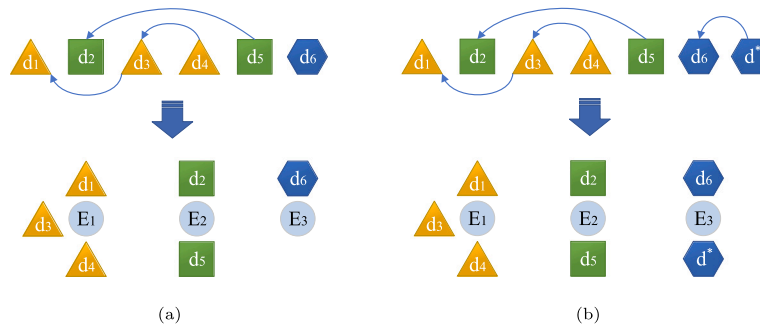 d1 d2 d3 d4 d5 d6
d1 d2 d6
d3 E1 E2 E3
d4 d5
(a)
d1 d2 d3 d4 d5 d6 d*
d1 d2 d6
d3 E1 E2 E3
d4 d5 d*
(b)